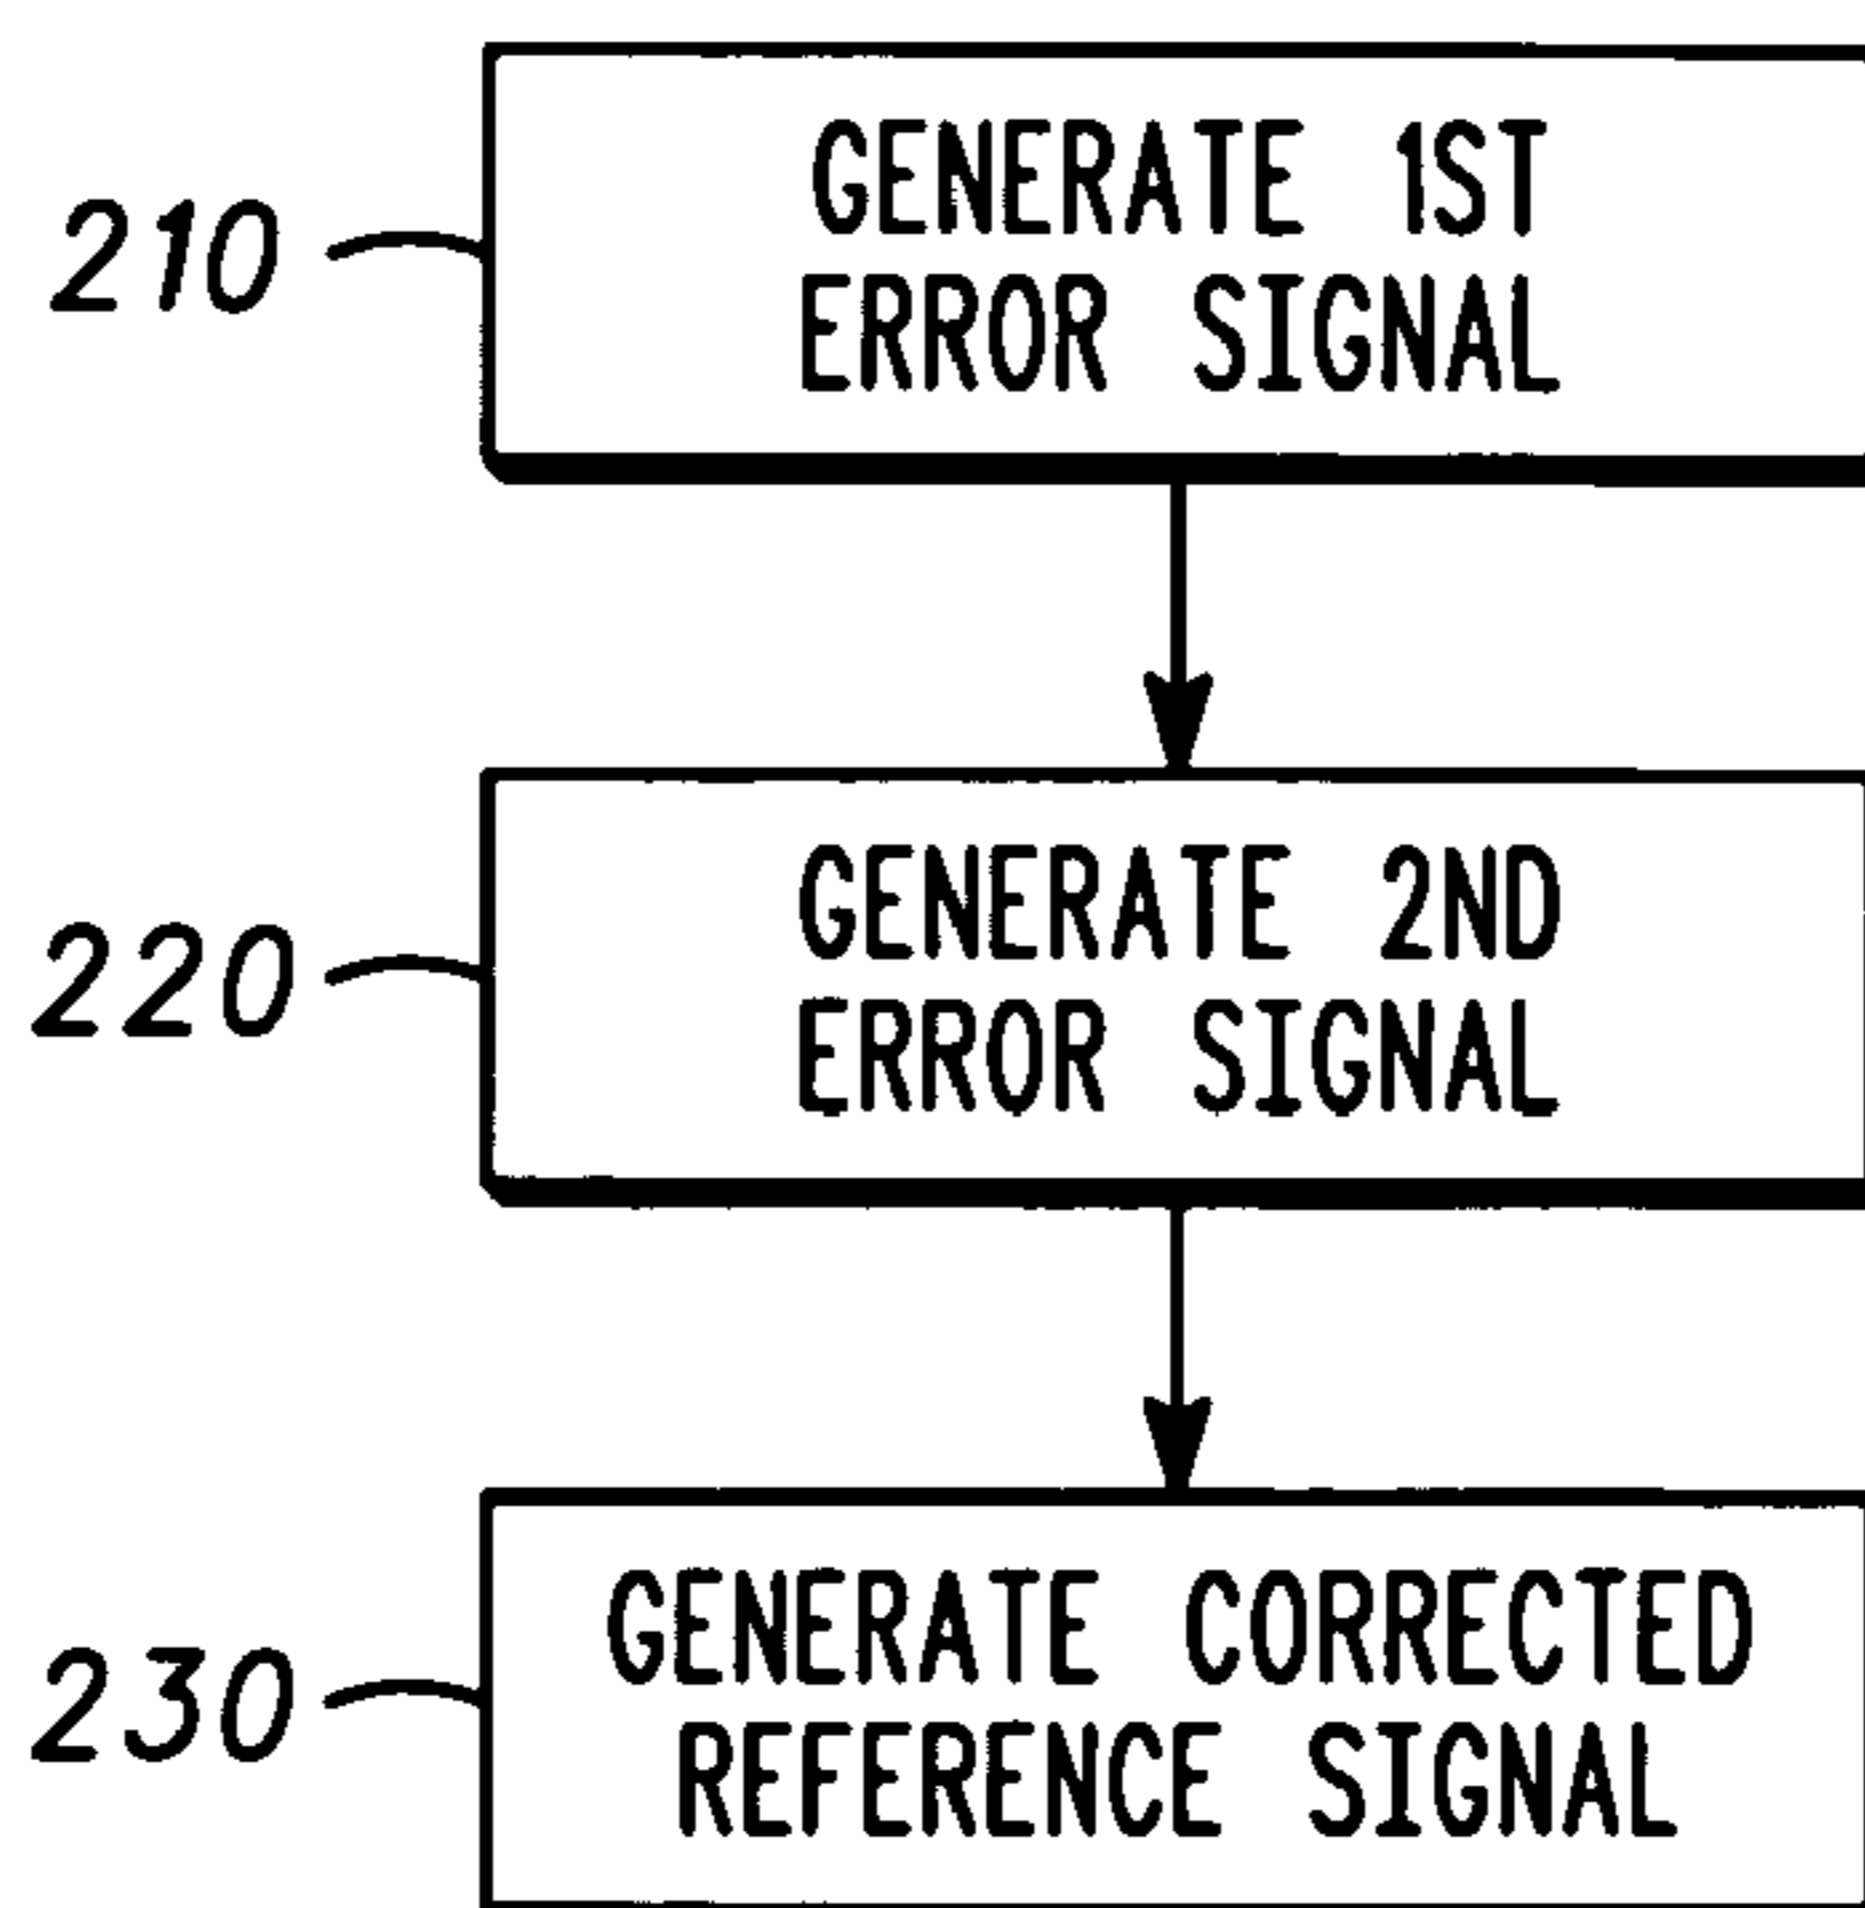 210
GENERATE 1ST
ERROR SIGNAL
220
GENERATE 2ND
ERROR SIGNAL
230
GENERATE CORRECTED
REFERENCE SIGNAL